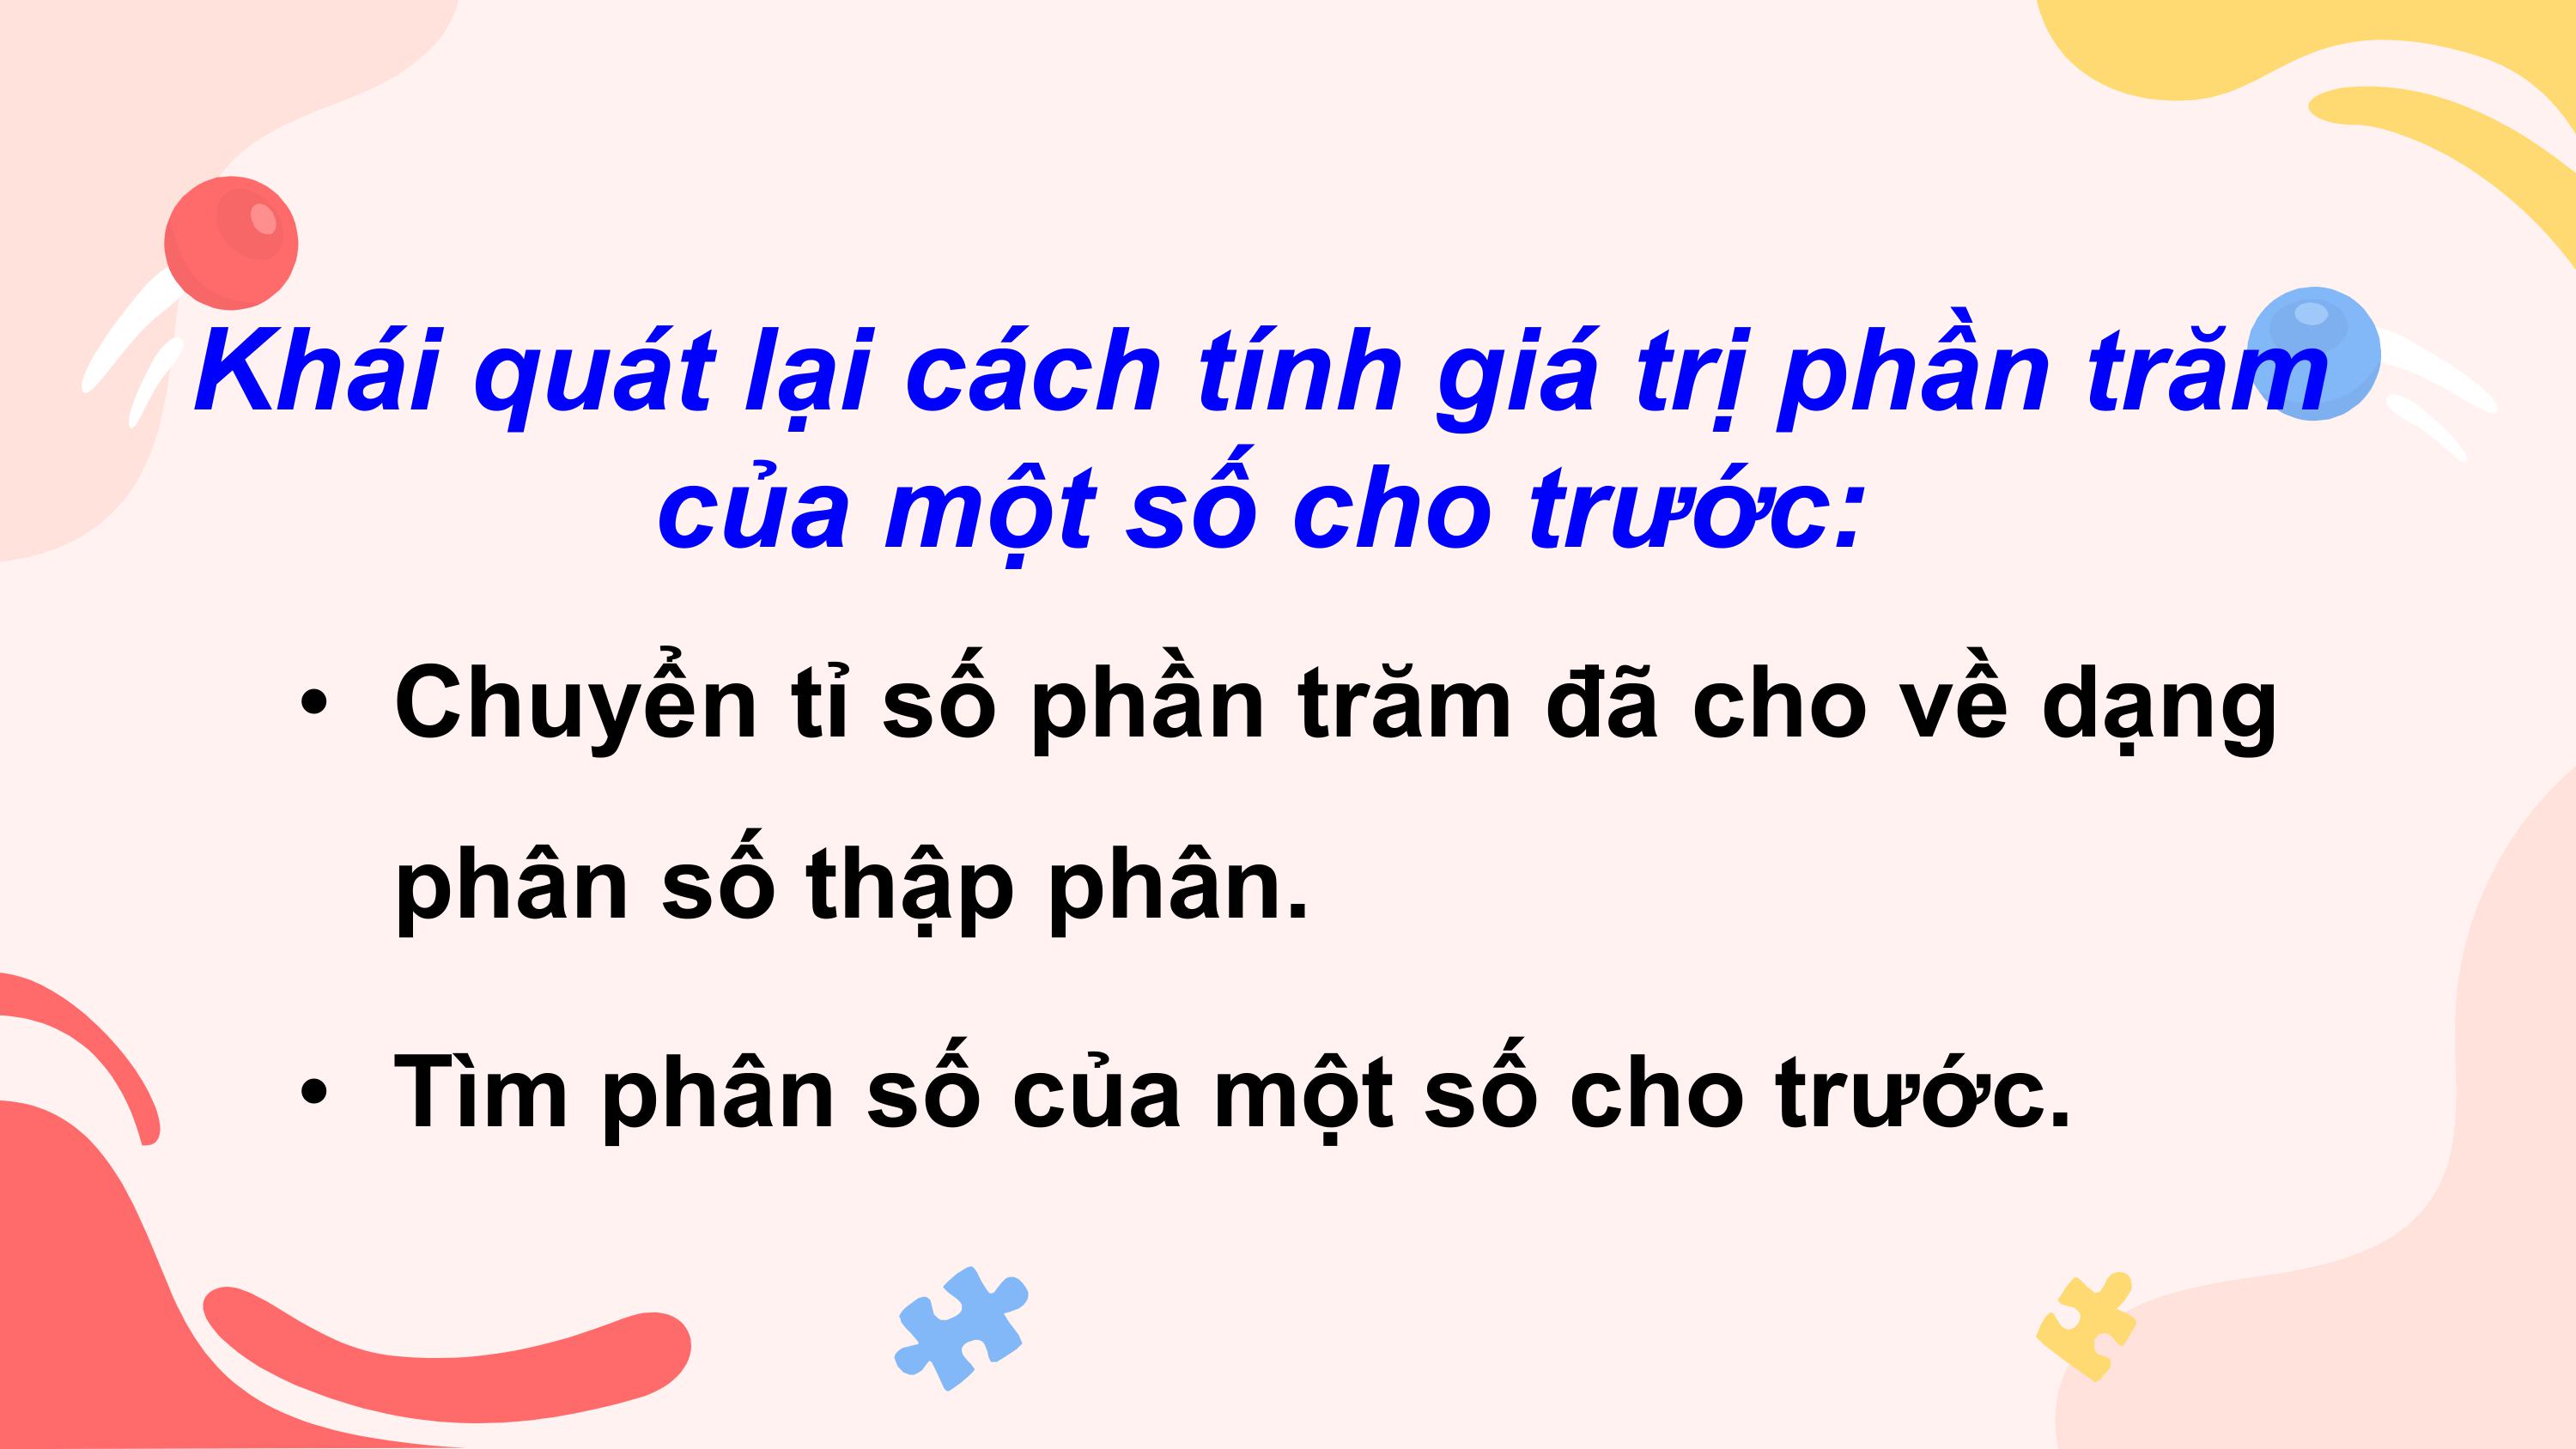 Khái quát lại cách tính giá trị phần trăm
của một số cho trước:
• Chuyển tỉ số phần trăm đã cho về dạng
phân số thập phân.
• Tìm phân số của một số cho trước.